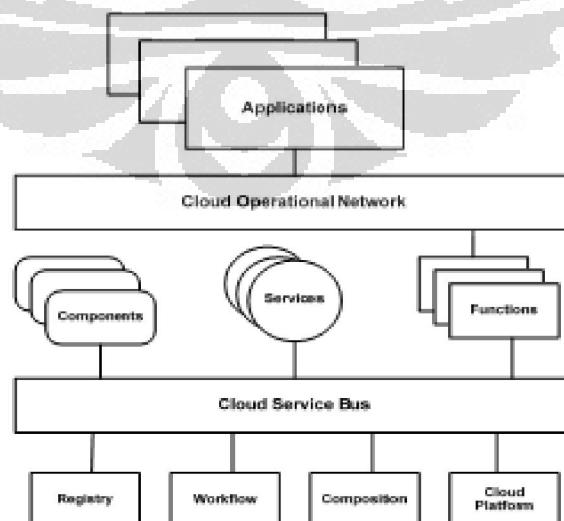 Applications
Cloud Operational Network
Components
Services
Functions
Cloud Service Bus
Registry
Workflow
Composition
Cloud
Platform